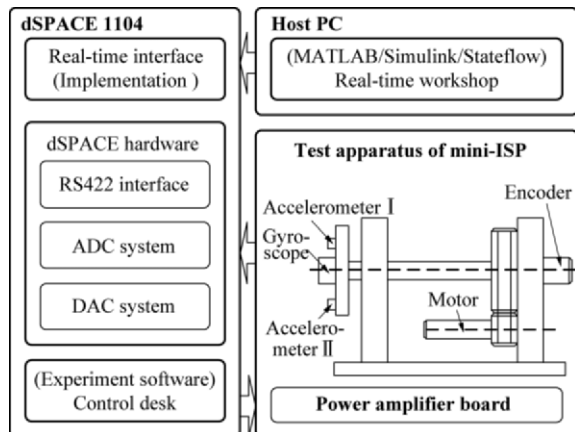 dSPACE 1104
Real-time interface
(Implementation )
dSPACE hardware
RS422 interface
ADC system
DAC system
(Experiment software)
Control desk
Host PC
(MATLAB/Simulink/Stateflow)
Real-time workshop
Test apparatus of mini-ISP
Encoder
Accelerometer Ⅰ
Gyro-
scope
Motor
Accelero-
meter Ⅱ
Power amplifier board